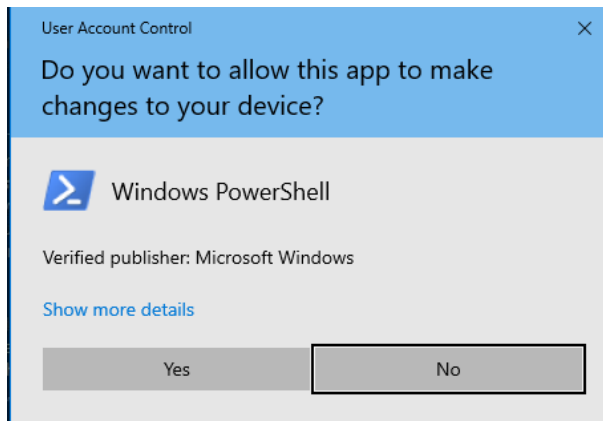 User Account Control
Do you want to allow this app to make
changes to your device?
Windows PowerShell
Verified publisher: Microsoft Windows
Show more details
Yes
No